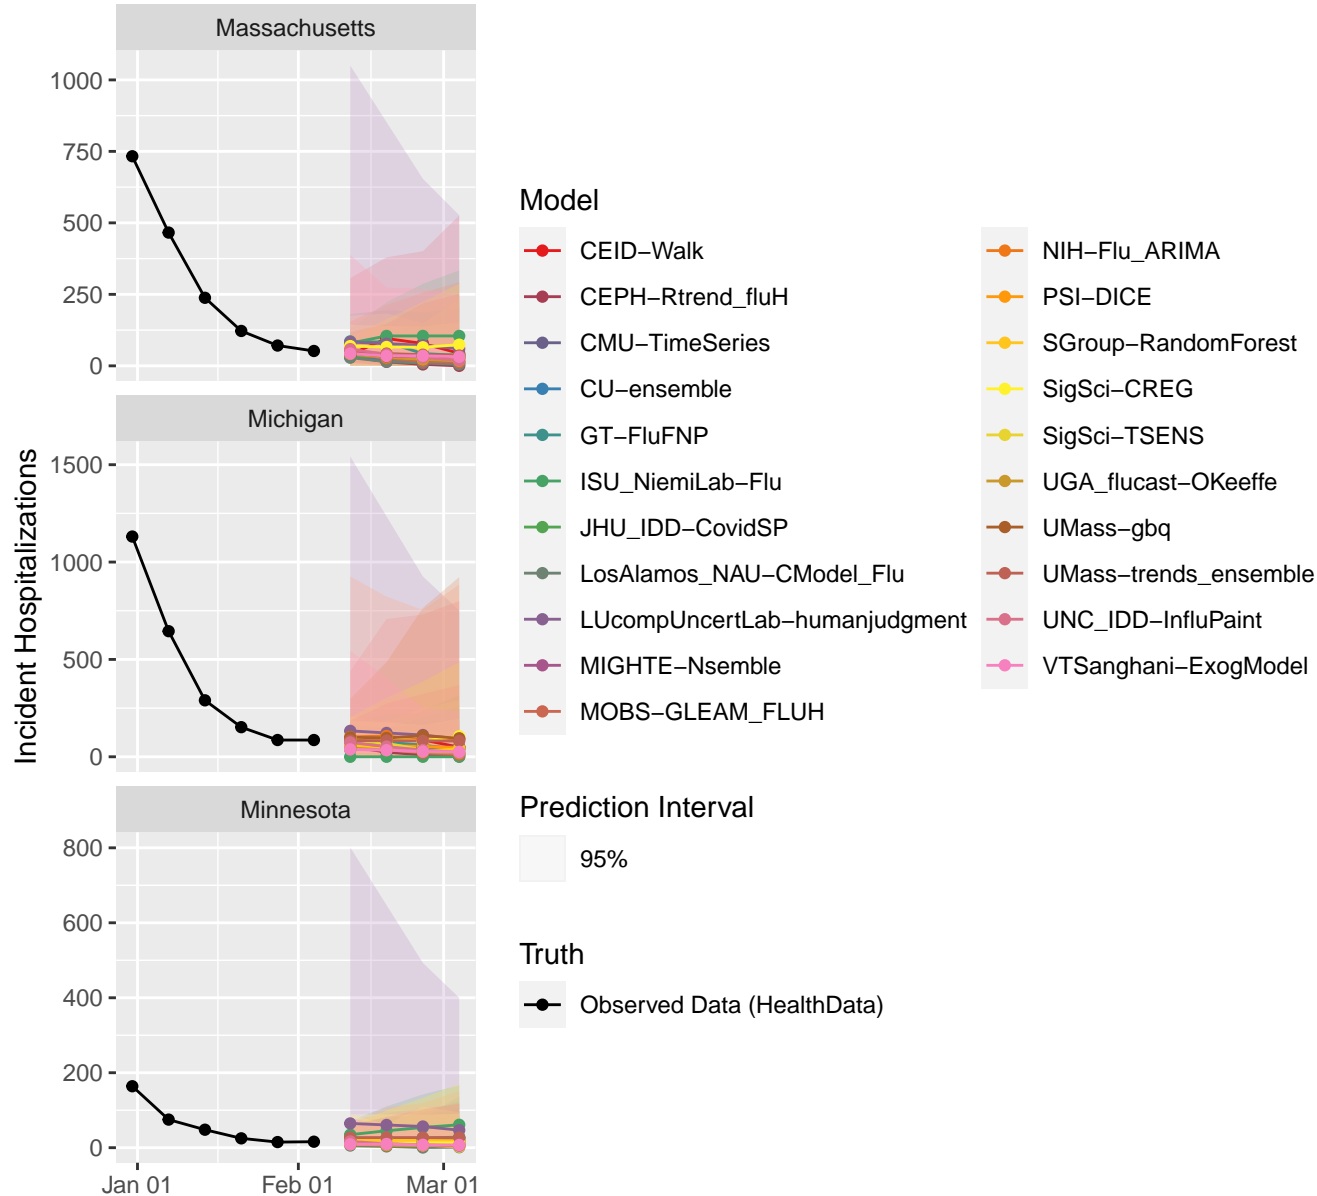 Massachusetts
1000
750
500
250
0
Michigan
1500
1000
500
0
Minnesota
800
600
400
200
0
Jan 01
Feb 01
Mar 01
Incident Hospitalizations
Model
CEID−Walk
CEPH−Rtrend_fluH
CMU−TimeSeries
CU−ensemble
GT−FluFNP
ISU_NiemiLab−Flu
JHU_IDD−CovidSP
LosAlamos_NAU−CModel_Flu
LUcompUncertLab−humanjudgment
MIGHTE−Nsemble
MOBS−GLEAM_FLUH
NIH−Flu_ARIMA
PSI−DICE
SGroup−RandomForest
SigSci−CREG
SigSci−TSENS
UGA_flucast−OKeeffe
UMass−gbq
UMass−trends_ensemble
UNC_IDD−InfluPaint
VTSanghani−ExogModel
Prediction Interval
95%
Truth
Observed Data (HealthData)